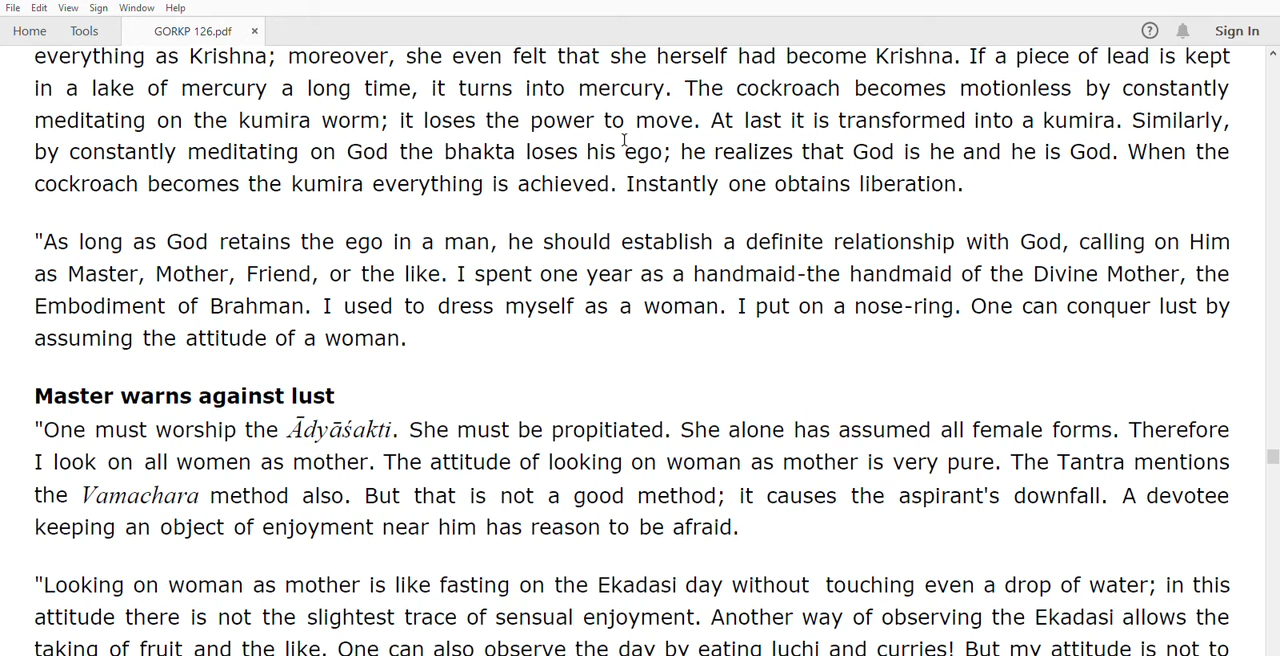 File Edit View Sign Window Help
Home Tools GORKP 126.pdf × ? Sign In
everything as Krishna; moreover, she even felt that she herself had become Krishna. If a piece of lead is kept
in a lake of mercury a long time, it turns into mercury. The cockroach becomes motionless by constantly
meditating on the kumira worm; it loses the power to move. At last it is transformed into a kumira. Similarly,
by constantly meditating on God the bhakta loses his ego; he realizes that God is he and he is God. When the
cockroach becomes the kumira everything is achieved. Instantly one obtains liberation.
"As long as God retains the ego in a man, he should establish a definite relationship with God, calling on Him
as Master, Mother, Friend, or the like. I spent one year as a handmaid-the handmaid of the Divine Mother, the
Embodiment of Brahman. I used to dress myself as a woman. I put on a nose-ring. One can conquer lust by
assuming the attitude of a woman.
Master warns against lust
"One must worship the Ādyāśakti. She must be propitiated. She alone has assumed all female forms. Therefore
I look on all women as mother. The attitude of looking on woman as mother is very pure. The Tantra mentions
the Vamachara method also. But that is not a good method; it causes the aspirant's downfall. A devotee
keeping an object of enjoyment near him has reason to be afraid.
"Looking on woman as mother is like fasting on the Ekadasi day without touching even a drop of water; in this
attitude there is not the slightest trace of sensual enjoyment. Another way of observing the Ekadasi allows the
taking of fruit and the like. One can also observe the day by eating luchi and curries! But my attitude is not to